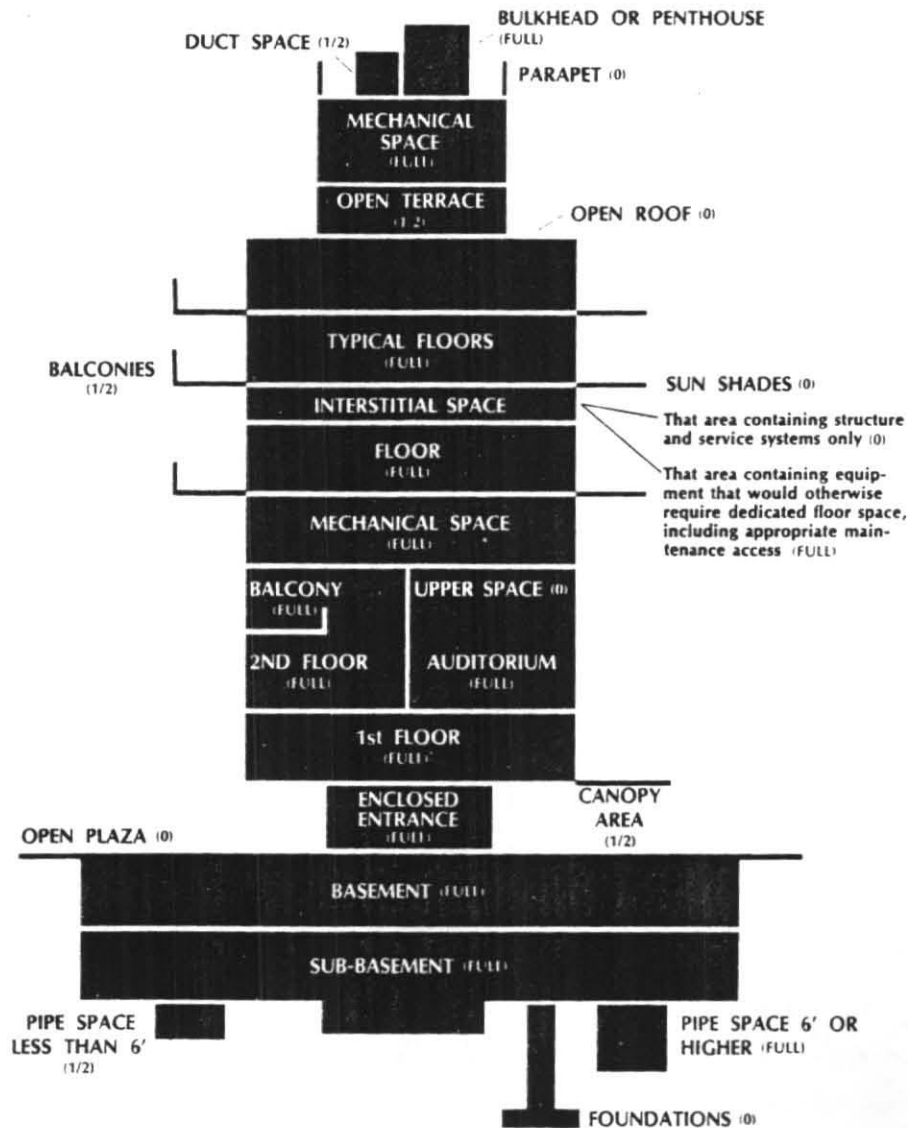 BULKHEAD OR PENTHOUSE
(FULL)
DUCT SPACE (1/2)
PARAPET (0)
MECHANICAL
SPACE
(FULL)
OPEN TERRACE
(1 2)
OPEN ROOF (0)
TYPICAL FLOORS
(FULL)
BALCONIES
(1/2)
SUN SHADES (0)
INTERSTITIAL SPACE
That area containing structure
and service systems only (0)
FLOOR
(FULL)
That area containing equip-
ment that would otherwise
require dedicated floor space,
including appropriate main-
tenance access (FULL)
MECHANICAL SPACE
(FULL)
BALCONY
(FULL)
UPPER SPACE (0)
2ND FLOOR
(FULL)
AUDITORIUM
(FULL)
1st FLOOR
(FULL)
ENCLOSED
ENTRANCE
(FULL)
CANOPY
AREA
(1/2)
OPEN PLAZA (0)
BASEMENT (FULL)
SUB-BASEMENT (FULL)
PIPE SPACE
LESS THAN 6'
(1/2)
PIPE SPACE 6' OR
HIGHER (FULL)
FOUNDATIONS (0)